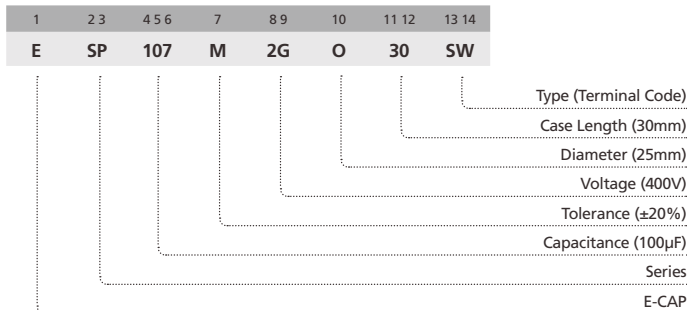 1 2 3 4 5 6 7 8 9 10 11 12 13 14
E SP 107 M 2G O 30 SW
Type (Terminal Code)
Case Length (30mm)
Diameter (25mm)
Voltage (400V)
Tolerance (±20%)
Capacitance (100µF)
Series
E-CAP